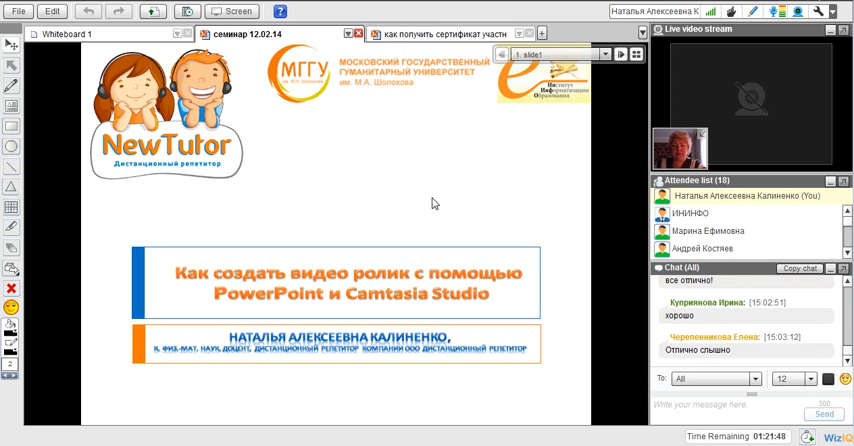 File
Edit
Screen
?
Наталья Алексеевна К
Whiteboard 1
семинар 12.02.14
как получить сертификат участн
1. slide1
МГГУ
им. М.А. Шолохова
МОСКОВСКИЙ ГОСУДАРСТВЕННЫЙ
ГУМАНИТАРНЫЙ УНИВЕРСИТЕТ
им. М.А. Шолохова
Институт
Информатизации
Образования
NewTutor
Дистанционный репетитор
Как создать видео ролик с помощью
PowerPoint и Camtasia Studio
НАТАЛЬЯ АЛЕКСЕЕВНА КАЛИНЕНКО,
К. ФИЗ.-МАТ. НАУК, ДОЦЕНТ, ДИСТАНЦИОННЫЙ РЕПЕТИТОР КОМПАНИИ ООО ДИСТАНЦИОННЫЙ РЕПЕТИТОР
2
Live video stream
Attendee list (18)
Наталья Алексеевна Калиненко (You)
ИНИНФО
Марина Ефимовна
Андрей Костяев
Chat (All)
Copy chat
все отлично!
Куприянова Ирина: [15:02:51]
хорошо
Черепенникова Елена: [15:03:12]
Отлично слышно
To:
All
12
Write your message here.
300
Send
Time Remaining 01:21:48
WizIQ